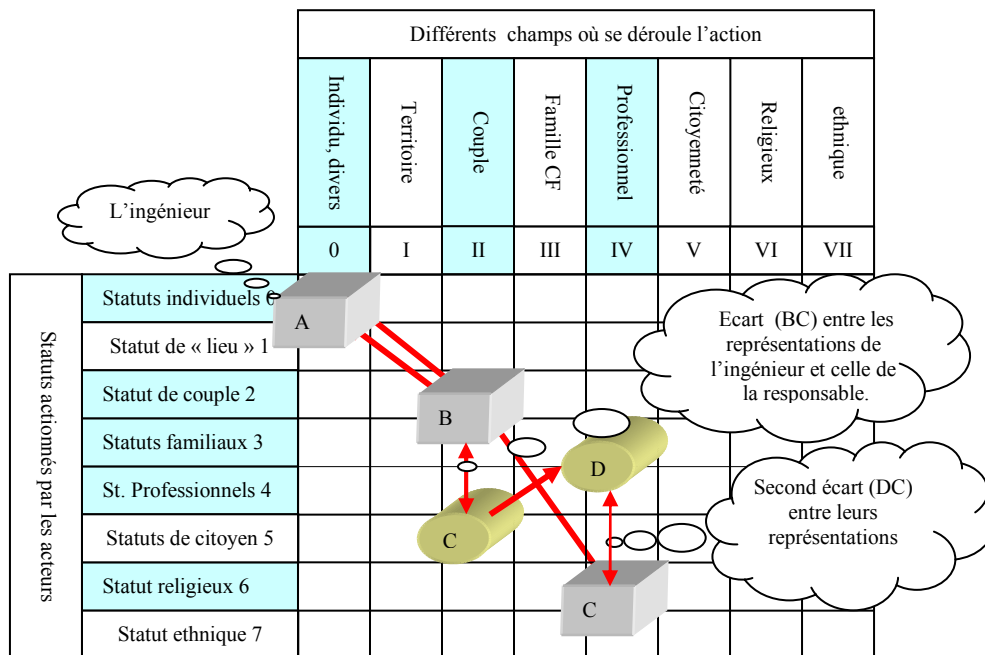 Différents champs où se déroule l’action
Individu, divers
Territoire
Couple
Famille CF
Professionnel
Citoyenneté
Religieux
ethnique
0 I II III IV V VI VII
L’ingénieur
Statuts actionnés par les acteurs
Statuts individuels 0
Statut de « lieu » 1
Statut de couple 2
Statuts familiaux 3
St. Professionnels 4
Statuts de citoyen 5
Statut religieux 6
Statut ethnique 7
A
B
C
D
C
Ecart (BC) entre les
représentations de
l’ingénieur et celle de
la responsable.
Second écart (DC)
entre leurs
représentations